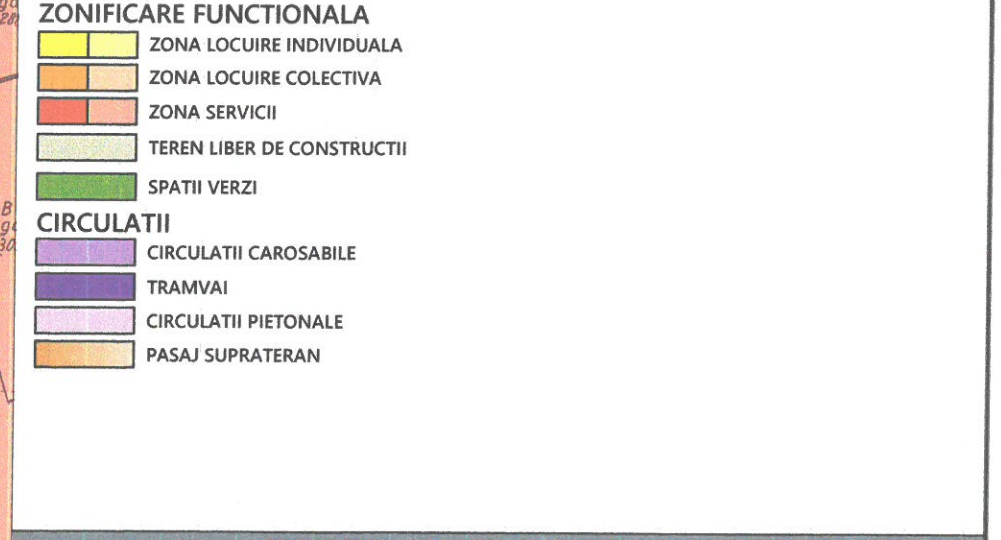 ZONIFICARE FUNCTIONALA
ZONA LOCUIRE INDIVIDUALA
ZONA LOCUIRE COLECTIVA
ZONA SERVICII
TEREN LIBER DE CONSTRUCTII
SPATII VERZI
CIRCULATII
CIRCULATII CAROSABILE
TRAMVAI
CIRCULATII PIETONALE
PASAJ SUPRATERAN